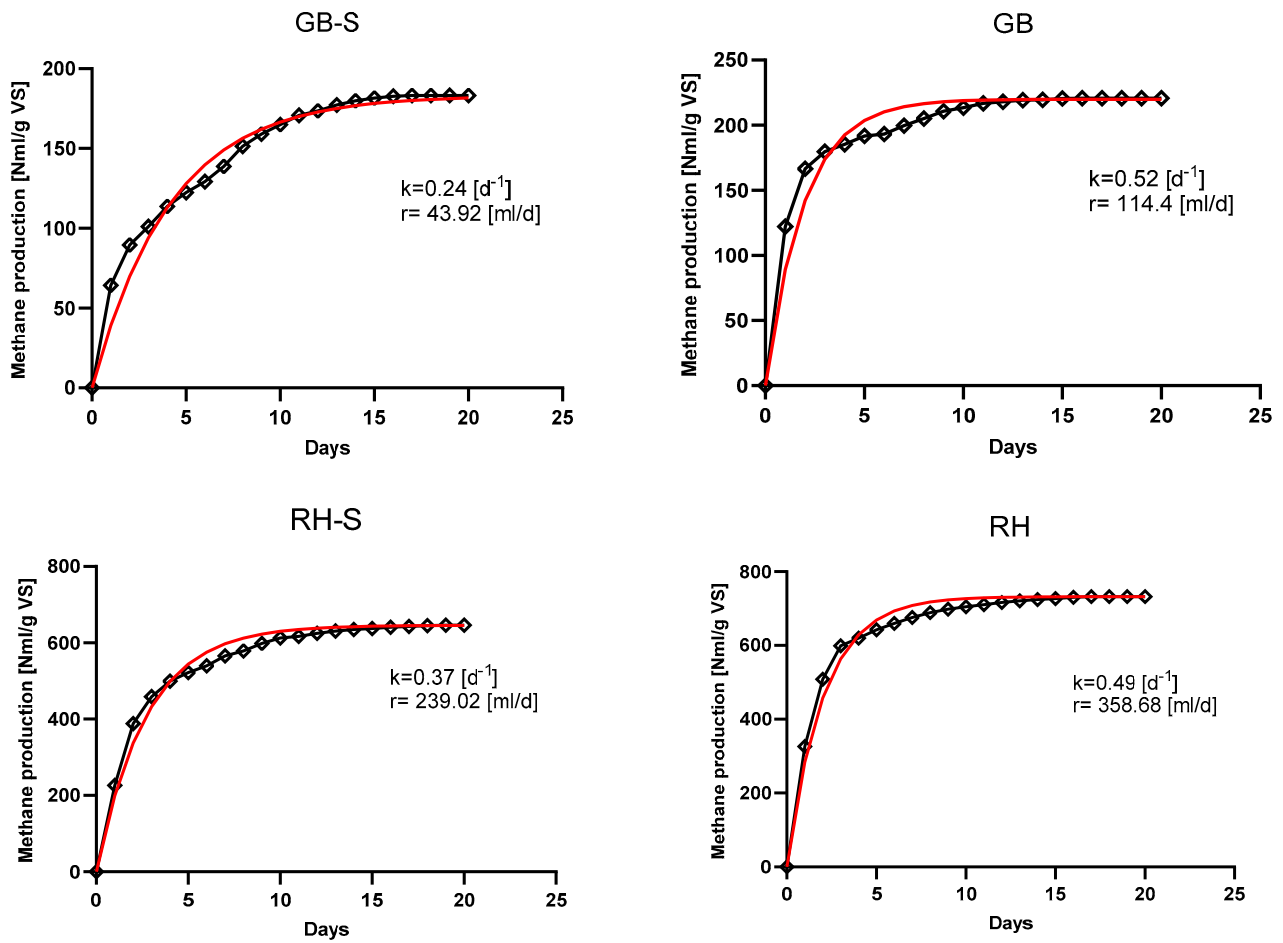 GB-S
Methane production [Nml/g VS]
200
150
100
50
0
0 5 10 15 20 25
Days
k=0.24 [d-1]
r= 43.92 [ml/d]
GB
Methane production [Nml/g VS]
250
200
150
100
50
0
0 5 10 15 20 25
Days
k=0.52 [d-1]
r= 114.4 [ml/d]
RH-S
Methane production [Nml/g VS]
800
600
400
200
0
0 5 10 15 20 25
Days
k=0.37 [d-1]
r= 239.02 [ml/d]
RH
Methane production [Nml/g VS]
800
600
400
200
0
0 5 10 15 20 25
Days
k=0.49 [d-1]
r= 358.68 [ml/d]